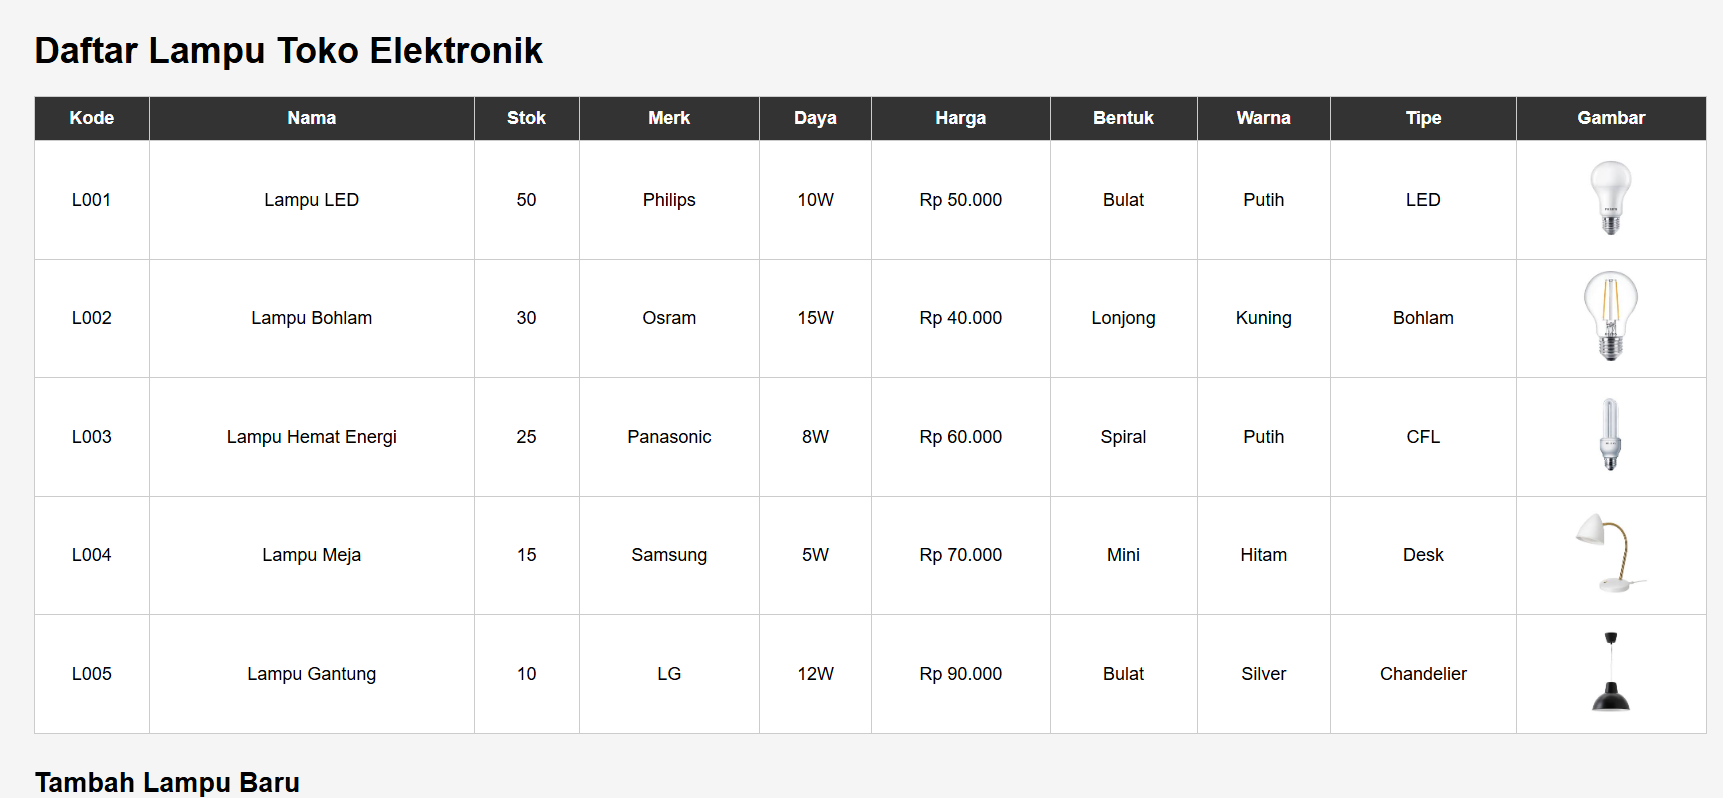 Daftar Lampu Toko Elektronik
Kode Nama Stok Merk Daya Harga Bentuk Warna Tipe Gambar
L001 Lampu LED 50 Philips 10W Rp 50.000 Bulat Putih LED
L002 Lampu Bohlam 30 Osram 15W Rp 40.000 Lonjong Kuning Bohlam
L003 Lampu Hemat Energi 25 Panasonic 8W Rp 60.000 Spiral Putih CFL
L004 Lampu Meja 15 Samsung 5W Rp 70.000 Mini Hitam Desk
L005 Lampu Gantung 10 LG 12W Rp 90.000 Bulat Silver Chandelier
Tambah Lampu Baru